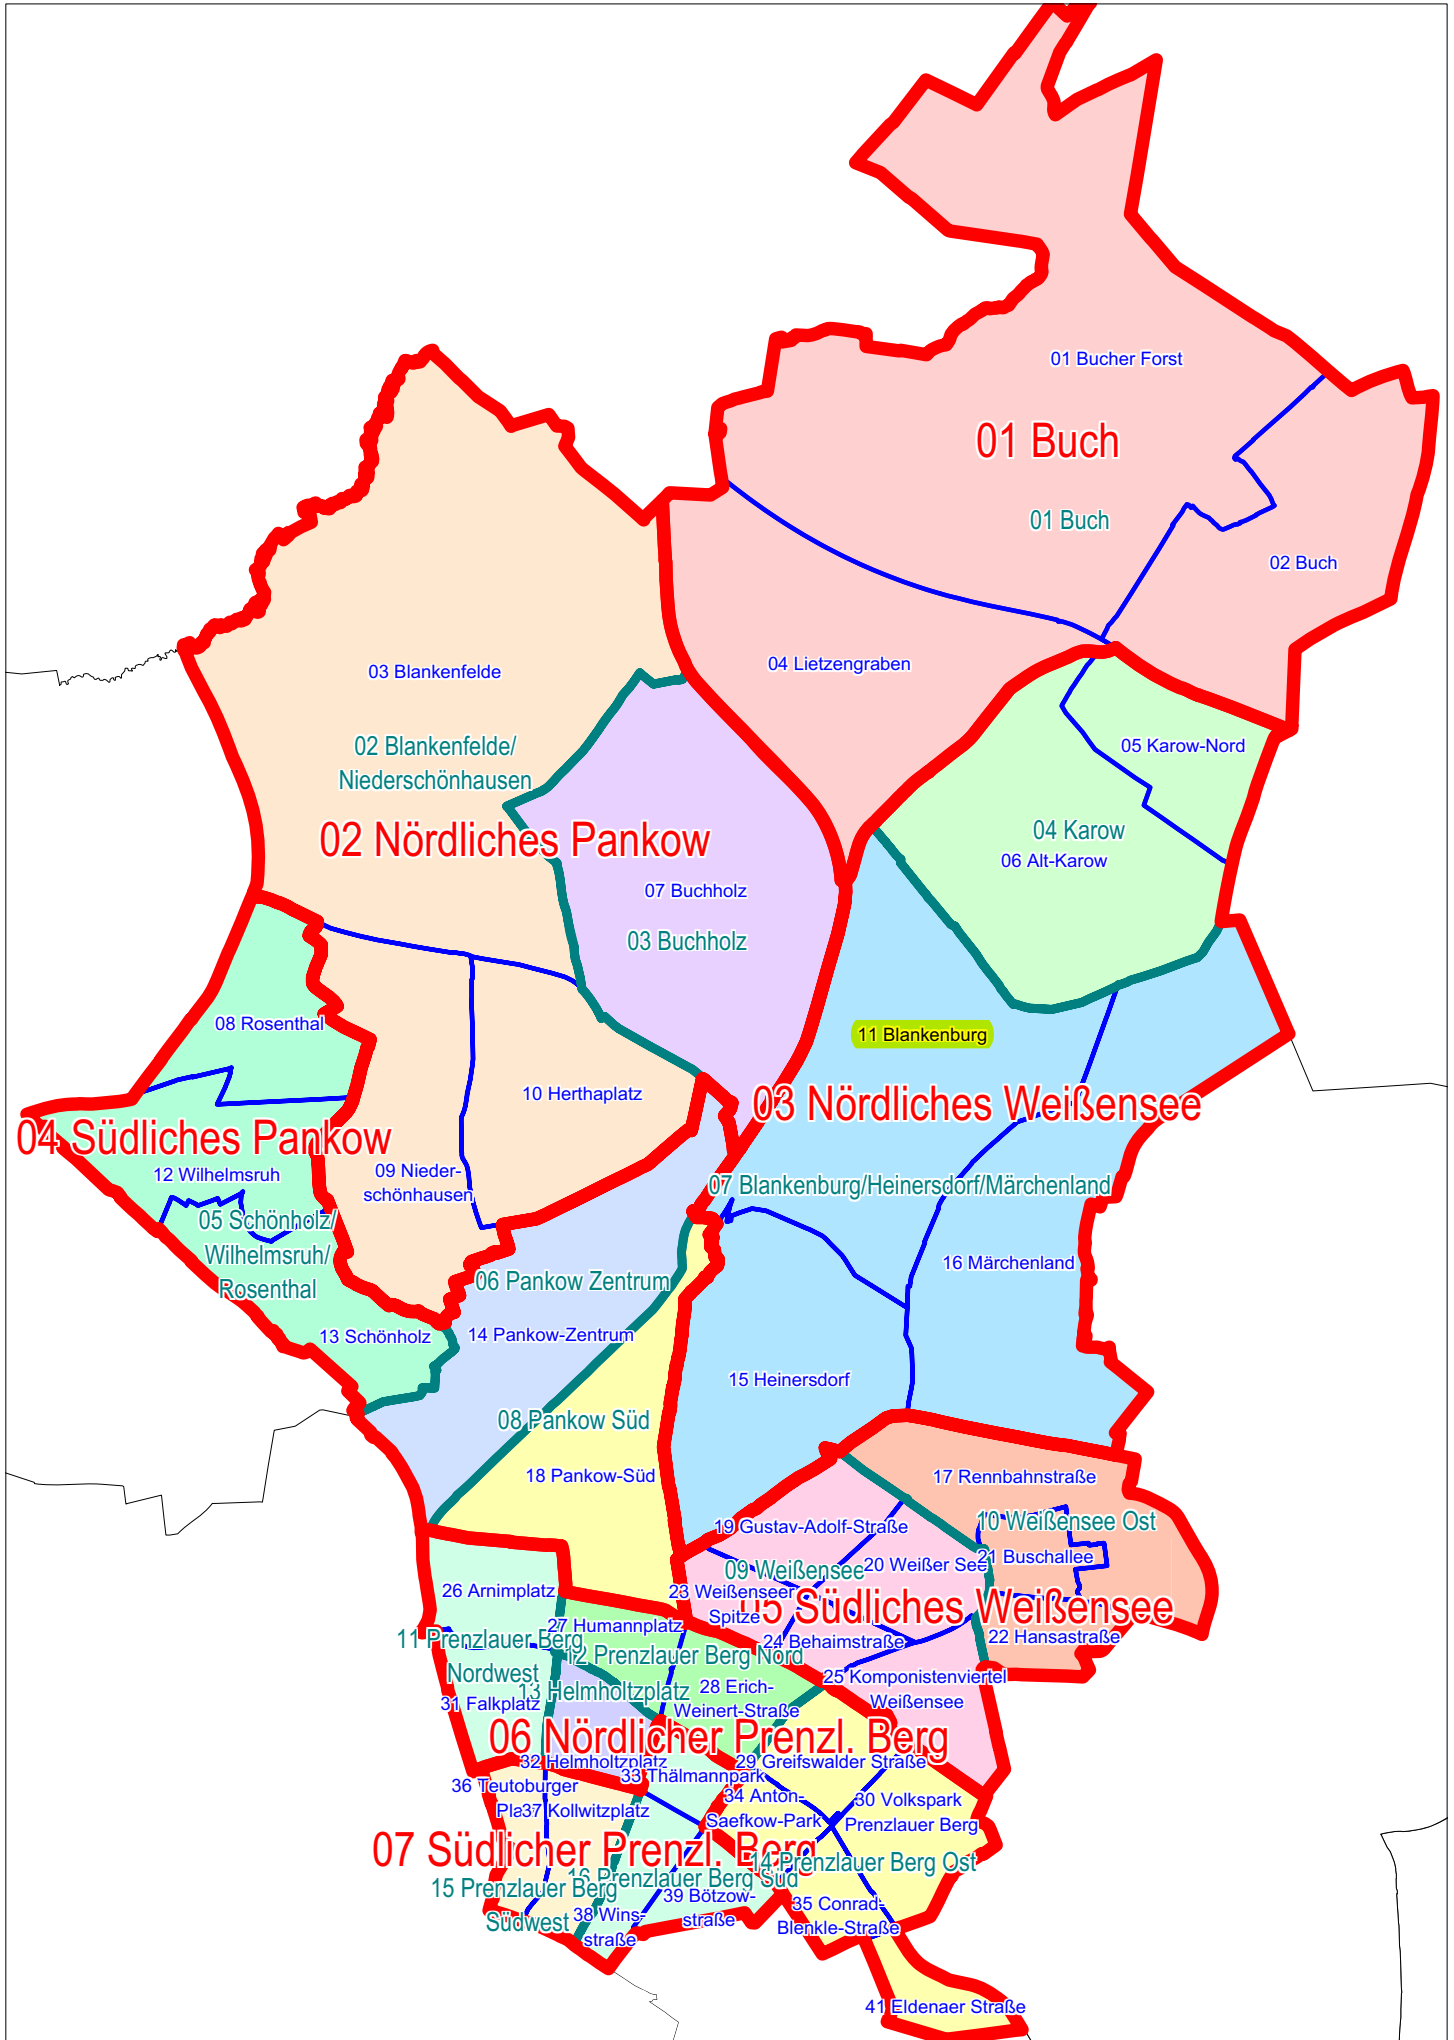 01 Bucher Forst
01 Buch
01 Buch
02 Buch
04 Lietzengraben
03 Blankenfelde
02 Blankenfelde/
Niederschönhausen
02 Nördliches Pankow
05 Karow-Nord
04 Karow
06 Alt-Karow
07 Buchholz
03 Buchholz
08 Rosenthal
11 Blankenburg
10 Herthaplatz
03 Nördliches Weißensee
04 Südliches Pankow
12 Wilhelmsruh
09 Nieder-
schönhausen
07 Blankenburg/Heinersdorf/Märchenland
05 Schönholz/
Wilhelmsruh/
Rosenthal
16 Märchenland
06 Pankow Zentrum
13 Schönholz
14 Pankow-Zentrum
15 Heinersdorf
08 Pankow Süd
18 Pankow-Süd
17 Rennbahnstraße
19 Gustav-Adolf-Straße
10 Weißensee Ost
09 Weißensee
20 Weißer See
21 Buschallee
26 Arnimplatz
23 Weißenseer
Spitze
05 Südliches Weißensee
27 Humannplatz
24 Behaimstraße
22 Hansastraße
11 Prenzlauer Berg
Nordwest
12 Prenzlauer Berg Nord
25 Komponistenviertel
Weißensee
13 Helmholtzplatz
28 Erich-
Weinert-Straße
31 Falkplatz
06 Nördlicher Prenzl. Berg
32 Helmholtzplatz
29 Greifswalder Straße
33 Thälmannpark
36 Teutoburger
Pla
37 Kollwitzplatz
34 Anton-
Saefkow-Park
30 Volkspark
Prenzlauer Berg
07 Südlicher Prenzl. Berg
14 Prenzlauer Berg Ost
16 Prenzlauer Berg Süd
15 Prenzlauer Berg
Südwest
39 Bötzow-
straße
38 Wins-
straße
35 Conrad-
Blenkle-Straße
41 Eldenaer Straße